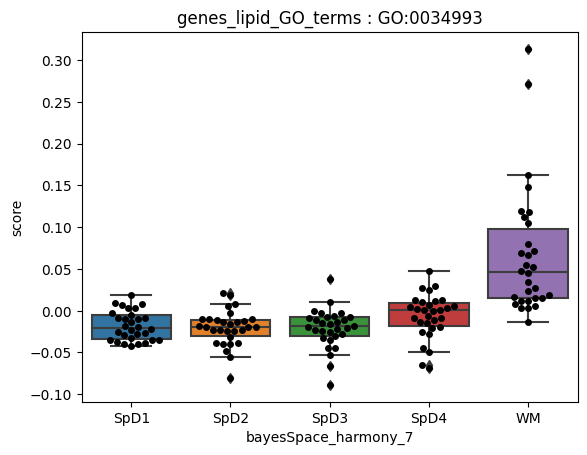 genes_lipid_GO_terms : GO:0034993
0.30
0.25
0.20
0.15
0.10
0.05
0.00
−0.05
−0.10
score
SpD1 SpD2 SpD3 SpD4 WM
bayesSpace_harmony_7